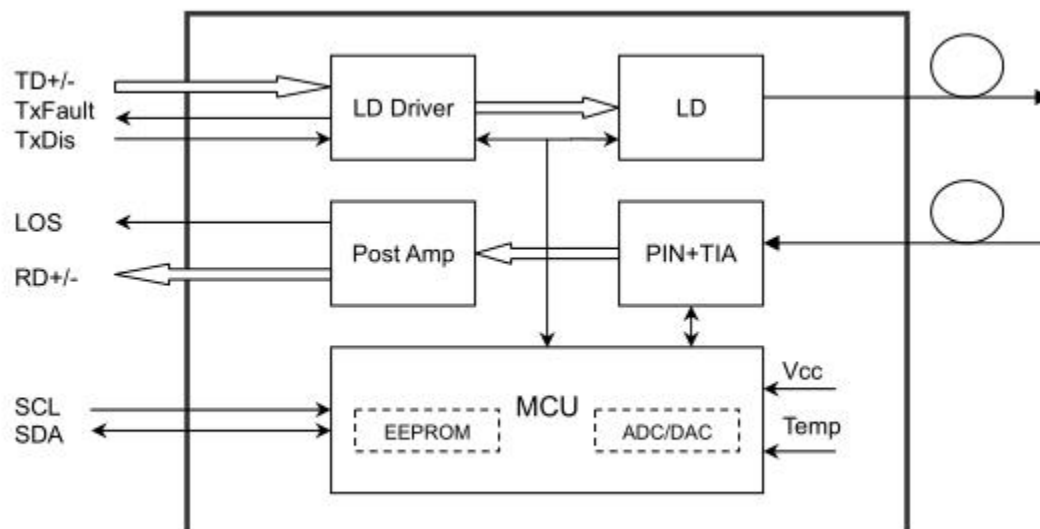 TD+/-
TxFault
TxDis
LD Driver
LD
LOS
RD+/-
Post Amp
PIN+TIA
SCL
SDA
MCU
EEPROM
ADC/DAC
Vcc
Temp